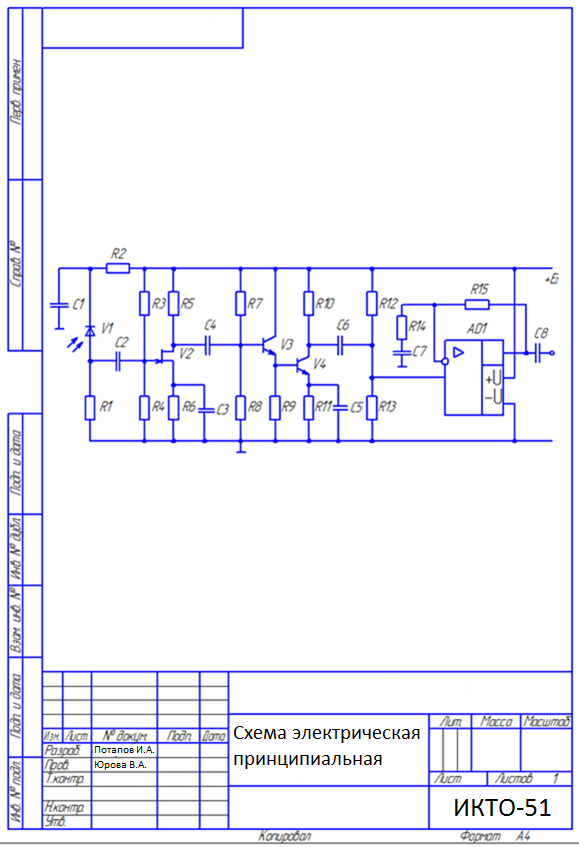 Перв. примен
Справ. №
Подп. и дата
Инв. № дубл.
Взам. инв. №
Подп. и дата
Инв. № подл.
R2
+E
C1
V1
R3
R5
R7
R10
R12
R15
R14
AD1
C2
V2
C4
V3
C6
C7
C8
V4
+U
-U
R1
R4
R6
C3
R8
R9
R11
C5
R13
Изм. Лист № докум. Подп. Дата
Разраб. Потапов И.А.
Пров. Юрова В.А.
Т.контр.
Н.контр.
Утв.
Схема электрическая
принципиальная
Лит. Масса Масштаб
Лист Листов 1
ИКТО-51
Копировал Формат А4